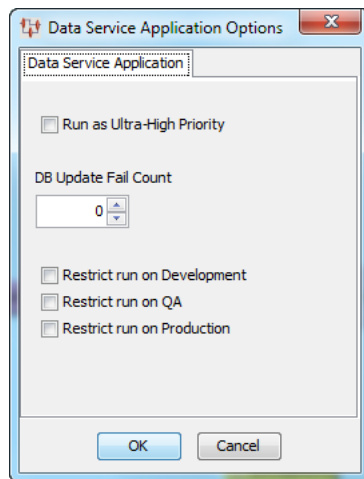 Data Service Application Options
Data Service Application
Run as Ultra-High Priority
DB Update Fail Count
0
Restrict run on Development
Restrict run on QA
Restrict run on Production
OK Cancel